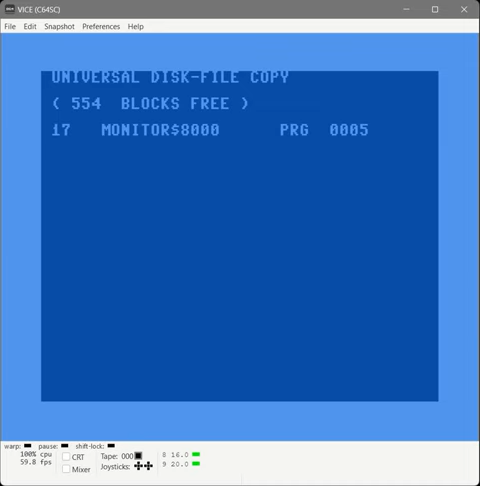 VICE (C64SC)
File Edit Snapshot Preferences Help
UNIVERSAL DISK-FILE COPY
( 554 BLOCKS FREE )
17 MONITOR$8000 PRG 0005
warp: pause: shift-lock:
100% cpu
59.8 fps
CRT
Mixer
Tape: 000
Joysticks:
8 16.0
9 20.0